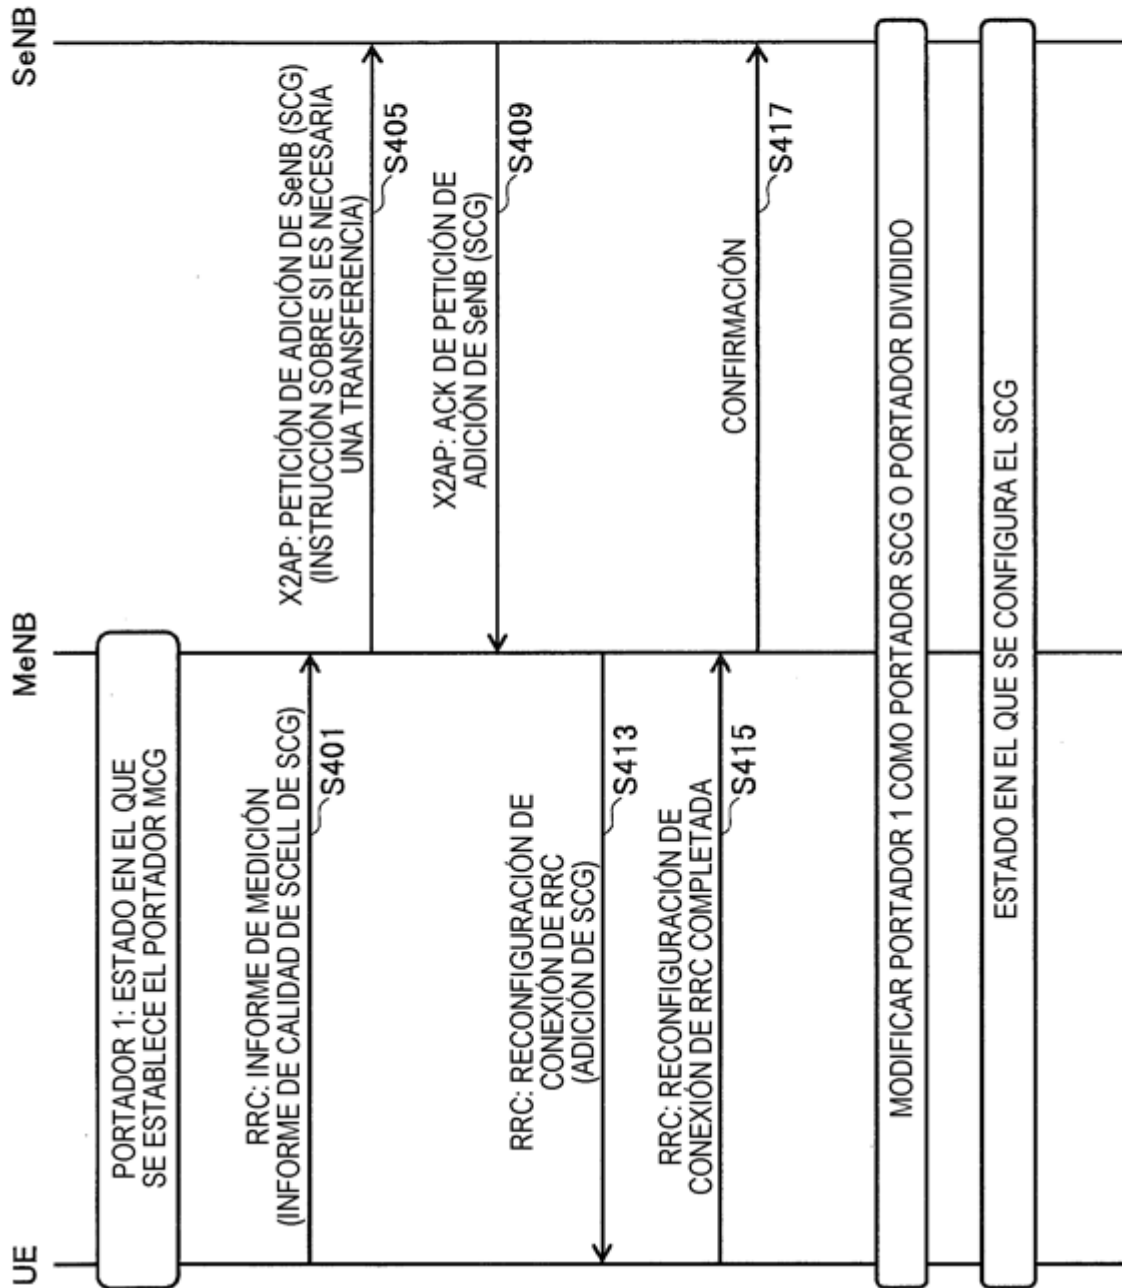 UE
MeNB
SeNB
PORTADOR 1: ESTADO EN EL QUE
SE ESTABLECE EL PORTADOR MCG
RRC: INFORME DE MEDICIÓN
(INFORME DE CALIDAD DE SCELL DE SCG)
S401
X2AP: PETICIÓN DE ADICIÓN DE SeNB (SCG)
(INSTRUCCIÓN SOBRE SI ES NECESARIA
UNA TRANSFERENCIA)
S405
X2AP: ACK DE PETICIÓN DE
ADICIÓN DE SeNB (SCG)
S409
RRC: RECONFIGURACIÓN DE
CONEXIÓN DE RRC
(ADICIÓN DE SCG)
S413
RRC: RECONFIGURACIÓN DE
CONEXIÓN DE RRC COMPLETADA
S415
CONFIRMACIÓN
S417
MODIFICAR PORTADOR 1 COMO PORTADOR SCG O PORTADOR DIVIDIDO
ESTADO EN EL QUE SE CONFIGURA EL SCG